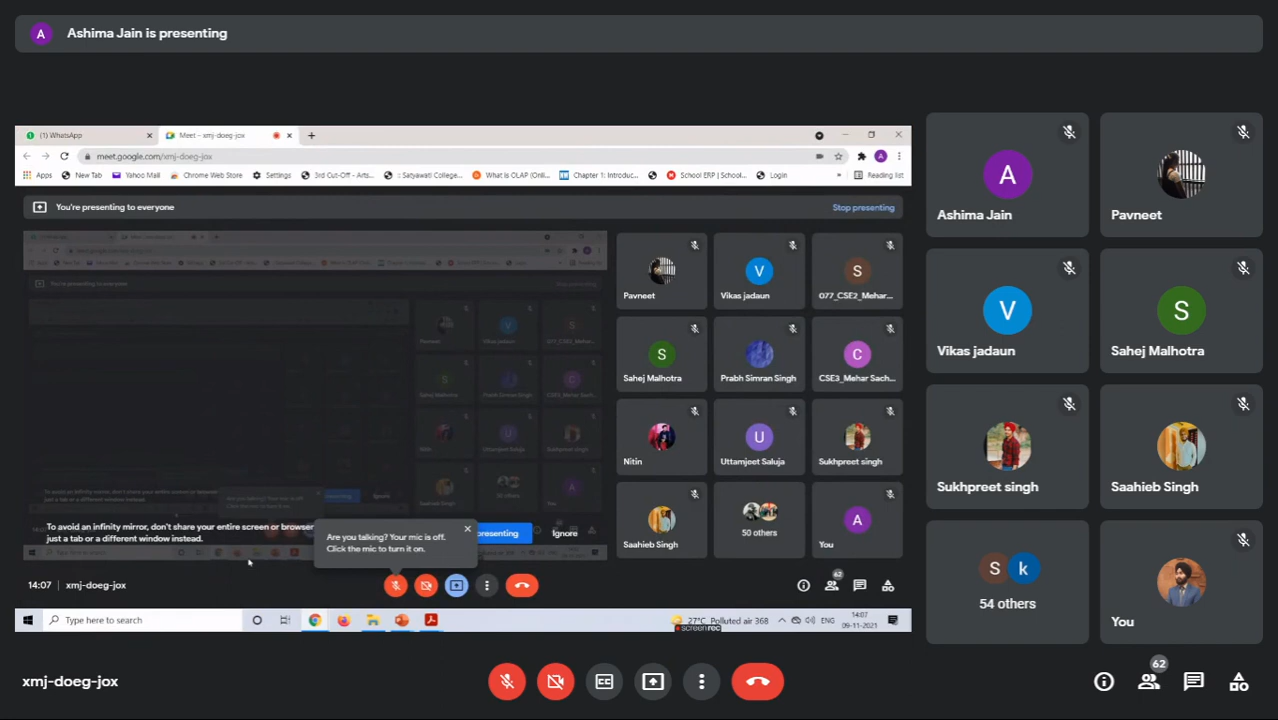 A Ashima Jain is presenting
(1) WhatsApp
Meet – xmj-doeg-jox
meet.google.com/xmj-doeg-jox
A
Apps
New Tab
Yahoo Mail
Chrome Web Store
Settings
3rd Cut-Off - Arts...
:: Satyawati College...
What is OLAP (Onli...
Chapter 1: Introduc...
School ERP | School...
Login
»
Reading list
You're presenting to everyone
Stop presenting
Pavneet
V
Vikas jadaun
S
077_CSE2_Mehar...
S
Sahej Malhotra
Prabh Simran Singh
C
CSE3_Mehar Sach...
Nitin
U
Uttamjeet Saluja
Sukhpreet singh
Saahieb Singh
50 others
A
You
To avoid an infinity mirror, don't share your entire screen or browser
just a tab or a different window instead.
Are you talking? Your mic is off.
Click the mic to turn it on.
presenting
Ignore
14:07 | xmj-doeg-jox
62
Type here to search
27°C Polluted air 368
ENG
14:07
09-11-2021
screenrec
A
Ashima Jain
Pavneet
V
Vikas jadaun
S
Sahej Malhotra
Sukhpreet singh
Saahieb Singh
S k
54 others
You
xmj-doeg-jox
CC
62